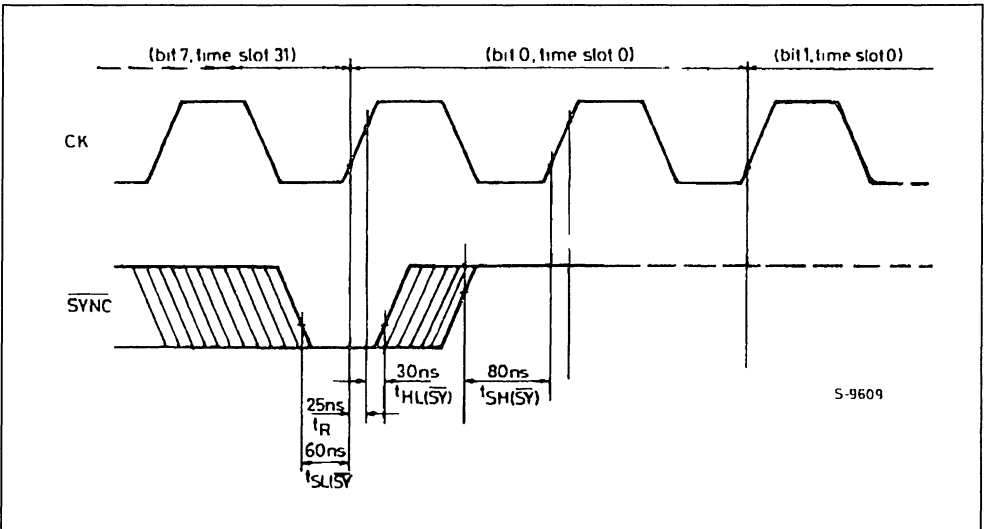 (bit 7, time slot 31)
(bit 0, time slot 0)
(bit 1, time slot 0)
CK
SYNC
30ns
tHL(SY)
80ns
tSH(SY)
S-9609
25ns
tR
60ns
tSL(SY